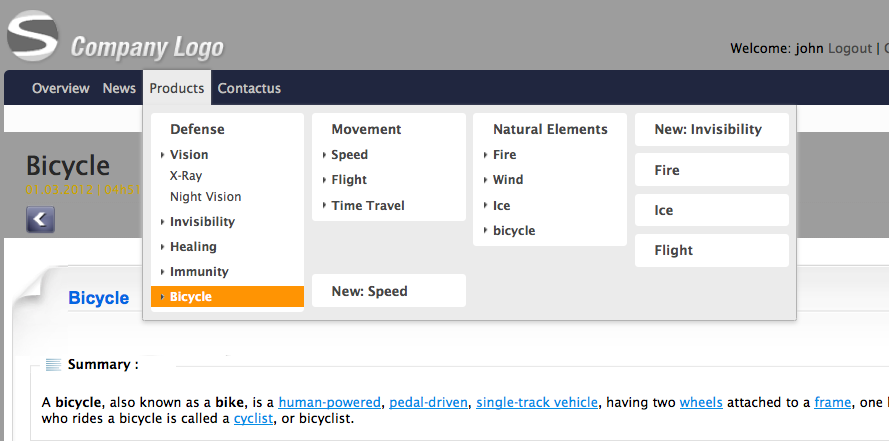 Company Logo
Welcome: john Logout |
Overview News Products Contactus
Defense
Vision
X-Ray
Night Vision
Invisibility
Healing
Immunity
Bicycle
Movement
Speed
Flight
Time Travel
New: Speed
Natural Elements
Fire
Wind
Ice
bicycle
New: Invisibility
Fire
Ice
Flight
Bicycle
Bicycle
Summary :
A bicycle, also known as a bike, is a human-powered, pedal-driven, single-track vehicle, having two wheels attached to a frame, one
who rides a bicycle is called a cyclist, or bicyclist.